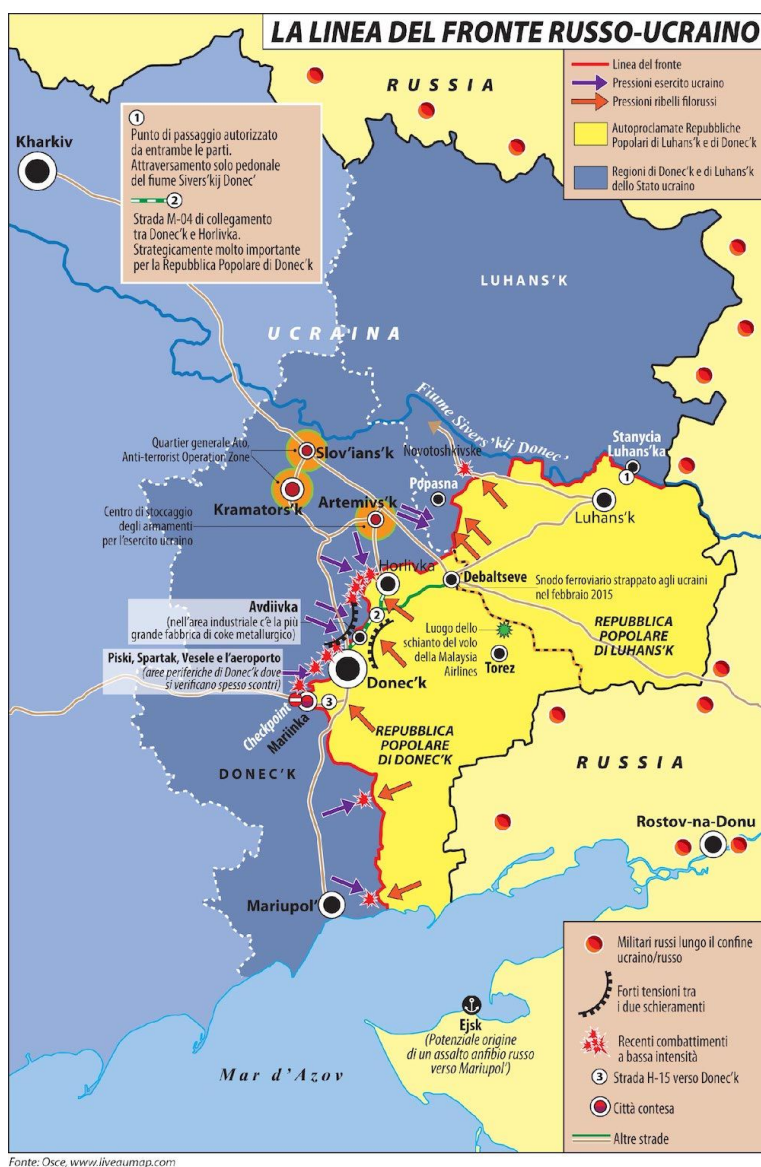 LA LINEA DEL FRONTE RUSSO-UCRAINO
Linea del fronte
Pressioni esercito ucraino
Pressioni ribelli filorussi
Autoproclamate Repubbliche
Popolari di Luhans'k e di Donec'k
Regioni di Donec'k e di Luhans'k
dello Stato ucraino
RUSSIA
Kharkiv
1
Punto di passaggio autorizzato
da entrambe le parti.
Attraversamento solo pedonale
del fiume Sivers'kij Donec'
2
Strada M-04 di collegamento
tra Donec'k e Horlivka.
Strategicamente molto importante
per la Repubblica Popolare di Donec'k
LUHANS'K
UCRAINA
Fiume Sivers'kij Donec'
Quartier generale Ato,
Anti-terrorist Operation Zone
Slov'ians'k
Novotoshkivske
Stanycia
Luhans'ka
1
Kramators'k
Artemivs'k
Popasna
Centro di stoccaggio
degli armamenti
per l'esercito ucraino
Luhans'k
Horlivka
Debaltseve
Snodo ferroviario strappato agli ucraini
nel febbraio 2015
Avdiivka
(nell'area industriale c'è la più
grande fabbrica di coke metallurgico)
2
Luogo dello
schianto del volo
della Malaysia
Airlines
Torez
REPUBBLICA
POPOLARE
DI LUHANS'K
Piski, Spartak, Vesele e l'aeroporto
(aree periferiche di Donec'k dove
si verificano spesso scontri)
Donec'k
Checkpoint
Mariinka
3
REPUBBLICA
POPOLARE
DI DONEC'K
DONEC'K
RUSSIA
Rostov-na-Donu
Mariupol'
Ejsk
(Potenziale origine
di un assalto anfibio russo
verso Mariupol')
Mar d'Azov
Militari russi lungo il confine
ucraino/russo
Forti tensioni tra
i due schieramenti
Recenti combattimenti
a bassa intensità
3 Strada H-15 verso Donec'k
Città contesa
Altre strade
Fonte: Osce, www.liveaumap.com